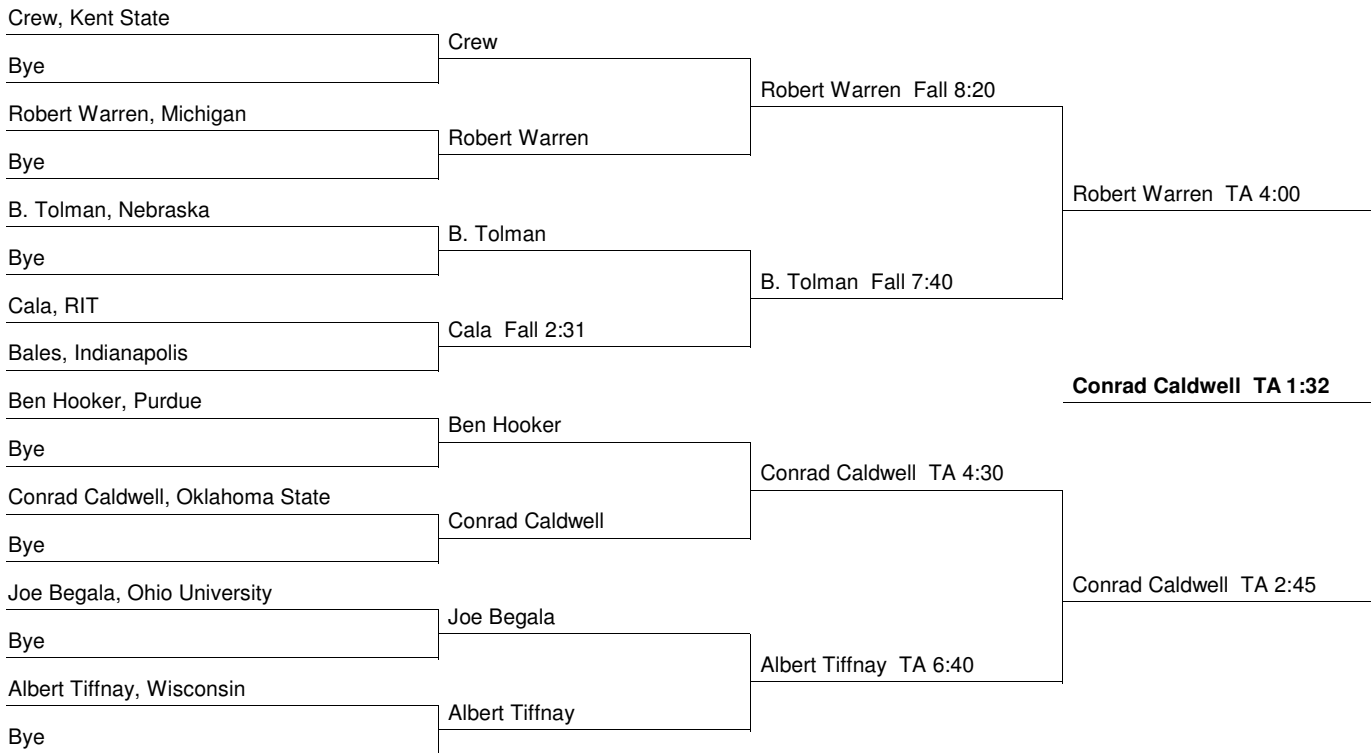 Crew, Kent State
Crew
Bye
Robert Warren  Fall 8:20
Robert Warren, Michigan
Robert Warren
Bye
Robert Warren  TA 4:00
B. Tolman, Nebraska
B. Tolman
Bye
B. Tolman  Fall 7:40
Cala, RIT
Cala  Fall 2:31
Bales, Indianapolis
Conrad Caldwell  TA 1:32
Ben Hooker, Purdue
Ben Hooker
Bye
Conrad Caldwell  TA 4:30
Conrad Caldwell, Oklahoma State
Conrad Caldwell
Bye
Conrad Caldwell  TA 2:45
Joe Begala, Ohio University
Joe Begala
Bye
Albert Tiffnay  TA 6:40
Albert Tiffnay, Wisconsin
Albert Tiffnay
Bye